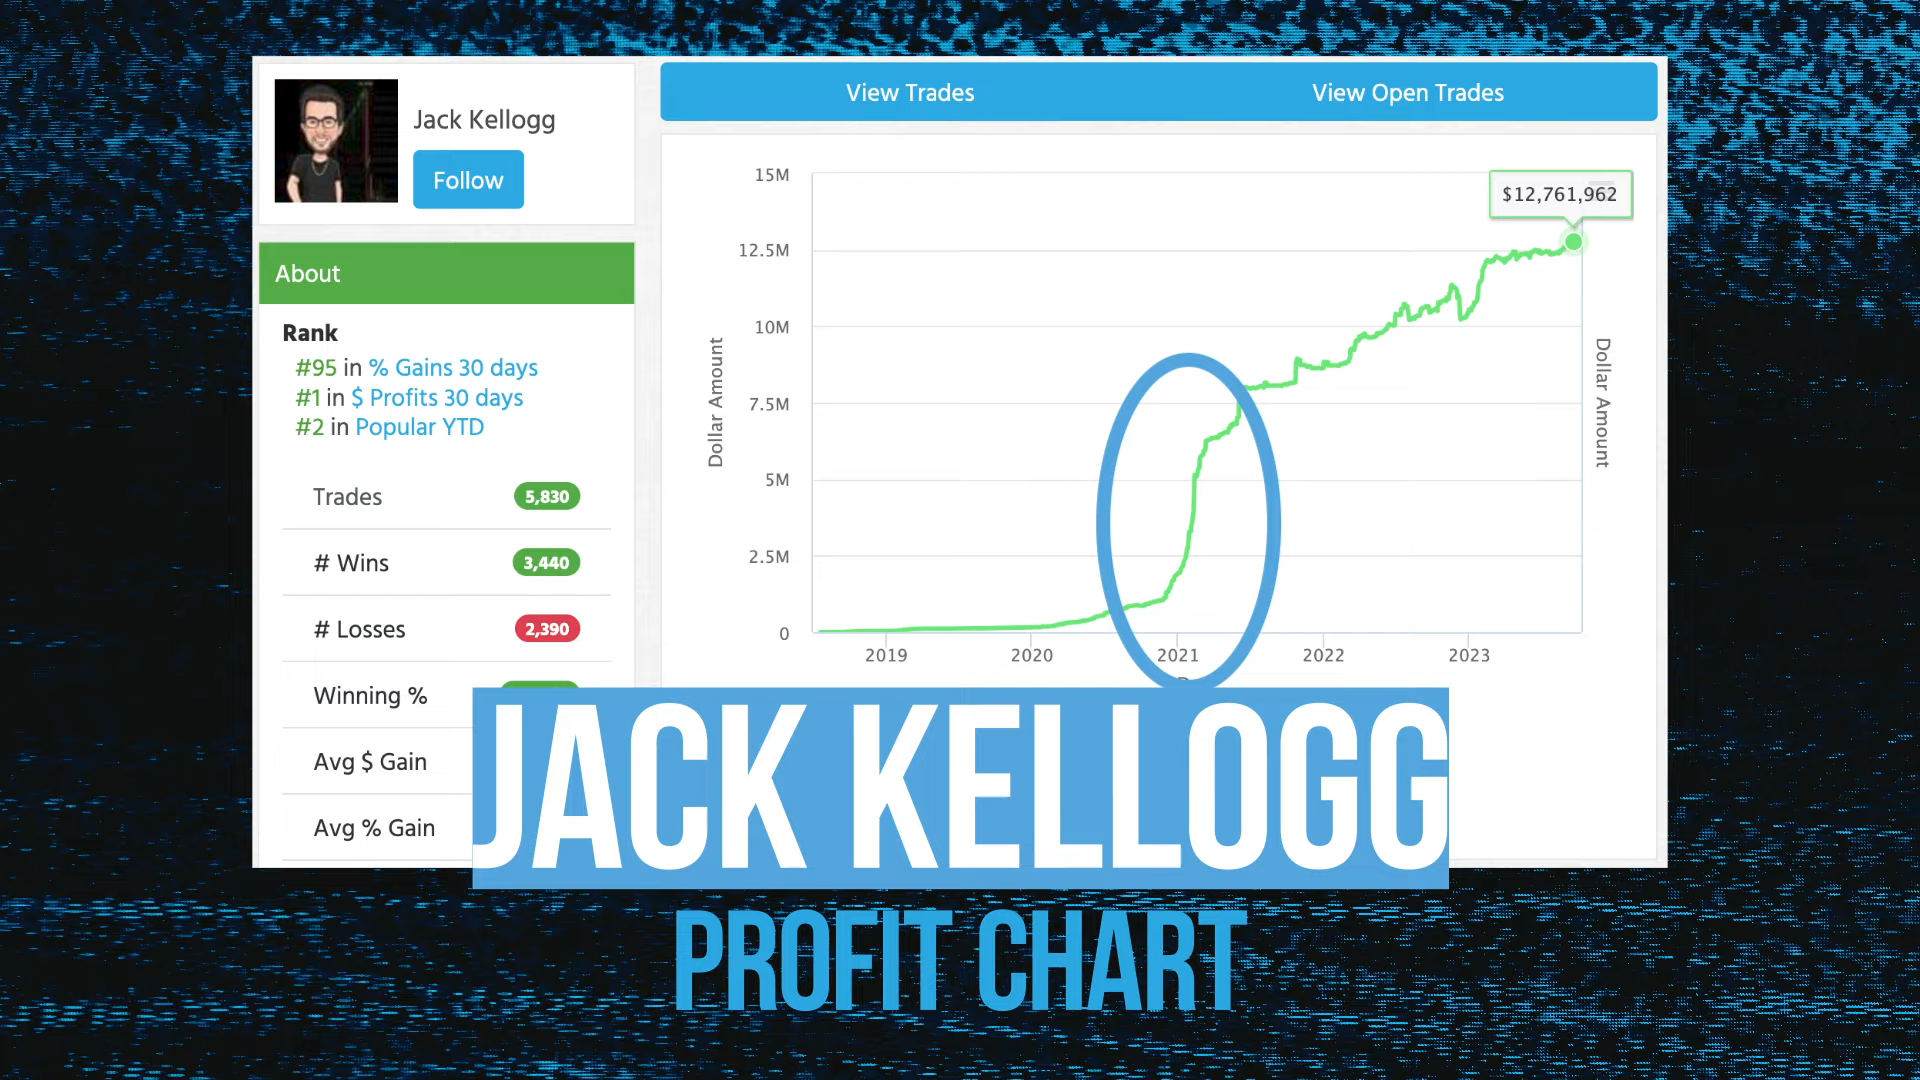 Jack Kellogg
Follow
About
Rank
#95 in % Gains 30 days
#1 in $ Profits 30 days
#2 in Popular YTD
Trades 5,830
# Wins 3,440
# Losses 2,390
Winning %
Avg $ Gain
Avg % Gain
View Trades View Open Trades
$12,761,962
15M
12.5M
10M
7.5M
5M
2.5M
0
Dollar Amount
Dollar Amount
2019 2020 2021 2022 2023
JACK KELLOGG
PROFIT CHART